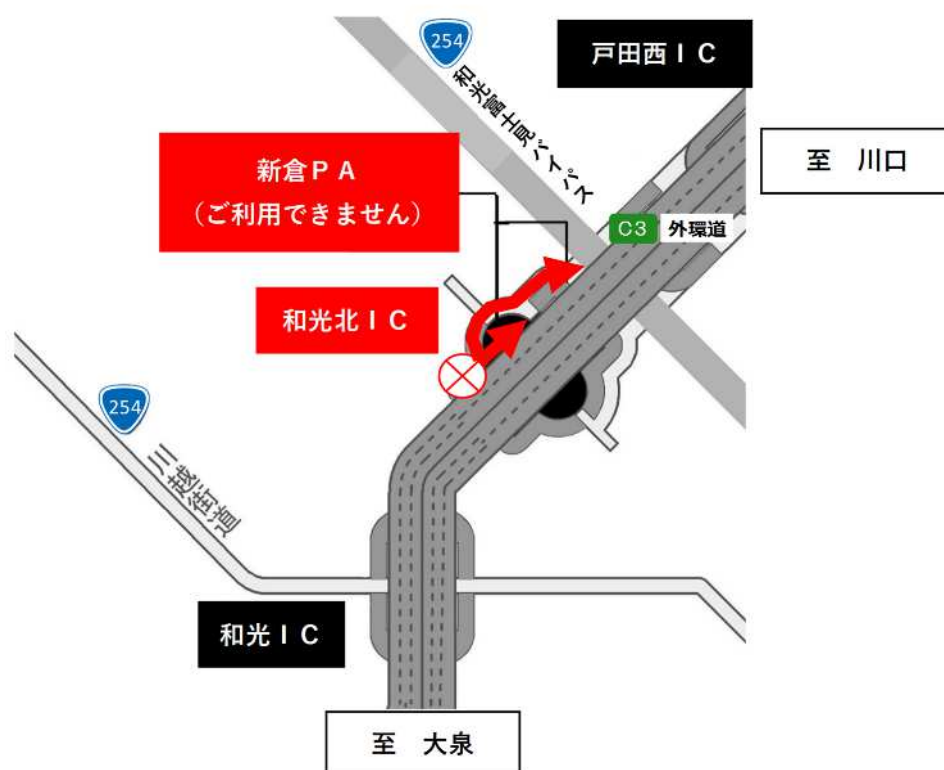 254
戸田西ＩＣ
和光富士見バイパス
至　川口
新倉ＰＡ
（ご利用できません）
C3 外環道
和光北ＩＣ
254
川越街道
和光ＩＣ
至　大泉